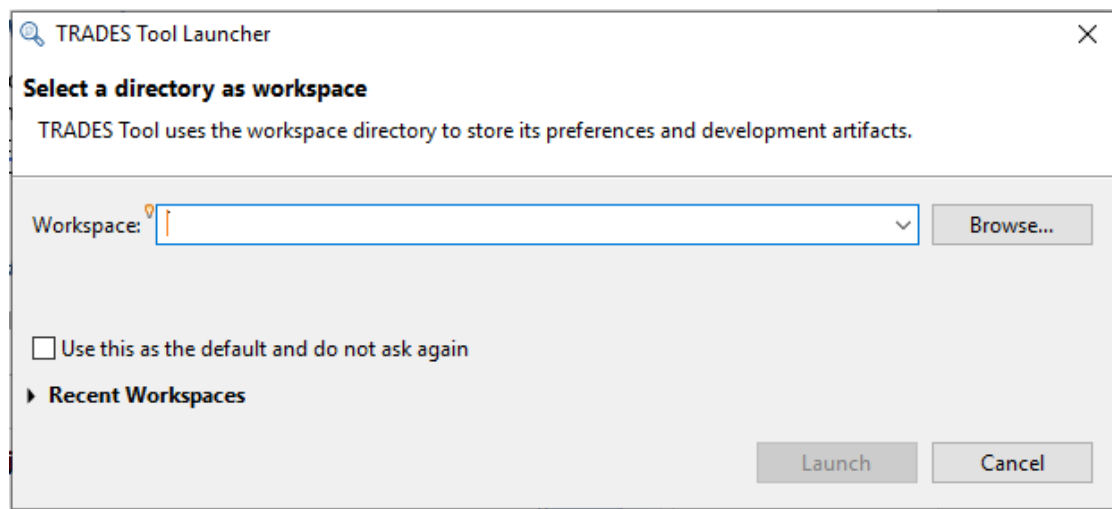 TRADES Tool Launcher
Select a directory as workspace
TRADES Tool uses the workspace directory to store its preferences and development artifacts.
Workspace: Browse...
Use this as the default and do not ask again
Recent Workspaces
Launch Cancel